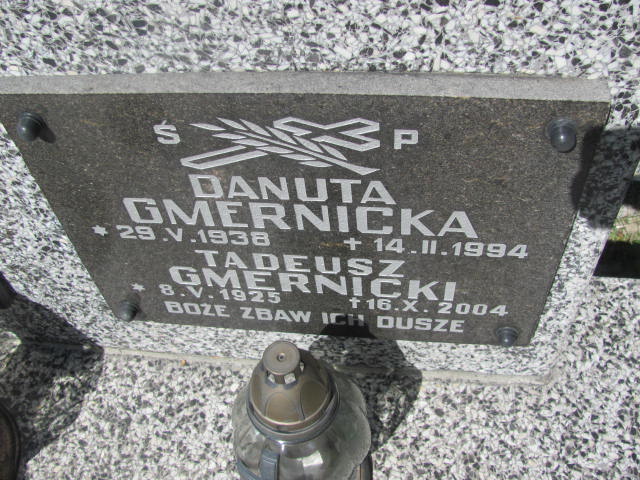 Ś P
DANUTA
GMERNICKA
* 29.V.1938 + 14.II.1994
TADEUSZ
GMERNICKI
* 8.V.1925 †16.X.2004
BOŻE ZBAW ICH DUSZE